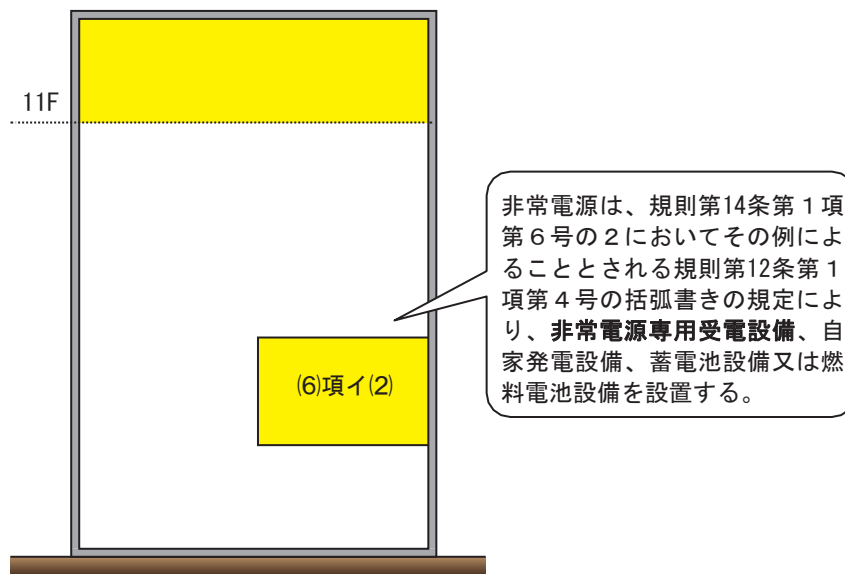 11F
非常電源は、規則第14条第１項
第６号の２においてその例によ
ることとされる規則第12条第１
項第４号の括弧書きの規定によ
り、非常電源専用受電設備、自
家発電設備、蓄電池設備又は燃
料電池設備を設置する。
⑹項イ⑵